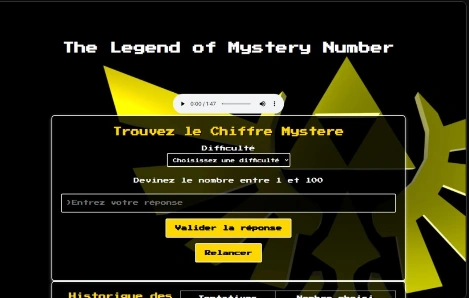 The Legend of Mystery Number
0:00 / 1:47
Trouvez le Chiffre Mystere
Difficulté
Choisissez une difficulté
Devinez le nombre entre 1 et 100
Entrez votre réponse
Valider la réponse
Relancer
Historique des
Tentatives
Nombre choisi